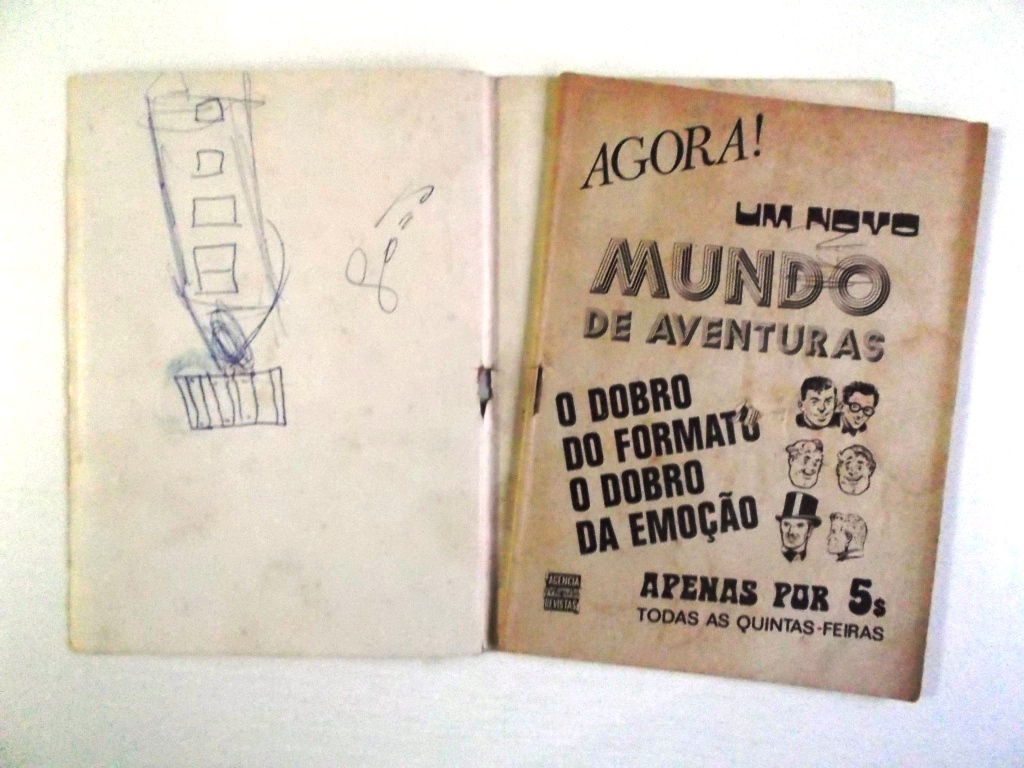 AGORA!
UM NOVO
MUNDO
DE AVENTURAS
O DOBRO
DO FORMATO
O DOBRO
DA EMOÇÃO
AGENCIA
REVISTAS
APENAS POR 5$
TODAS AS QUINTAS-FEIRAS